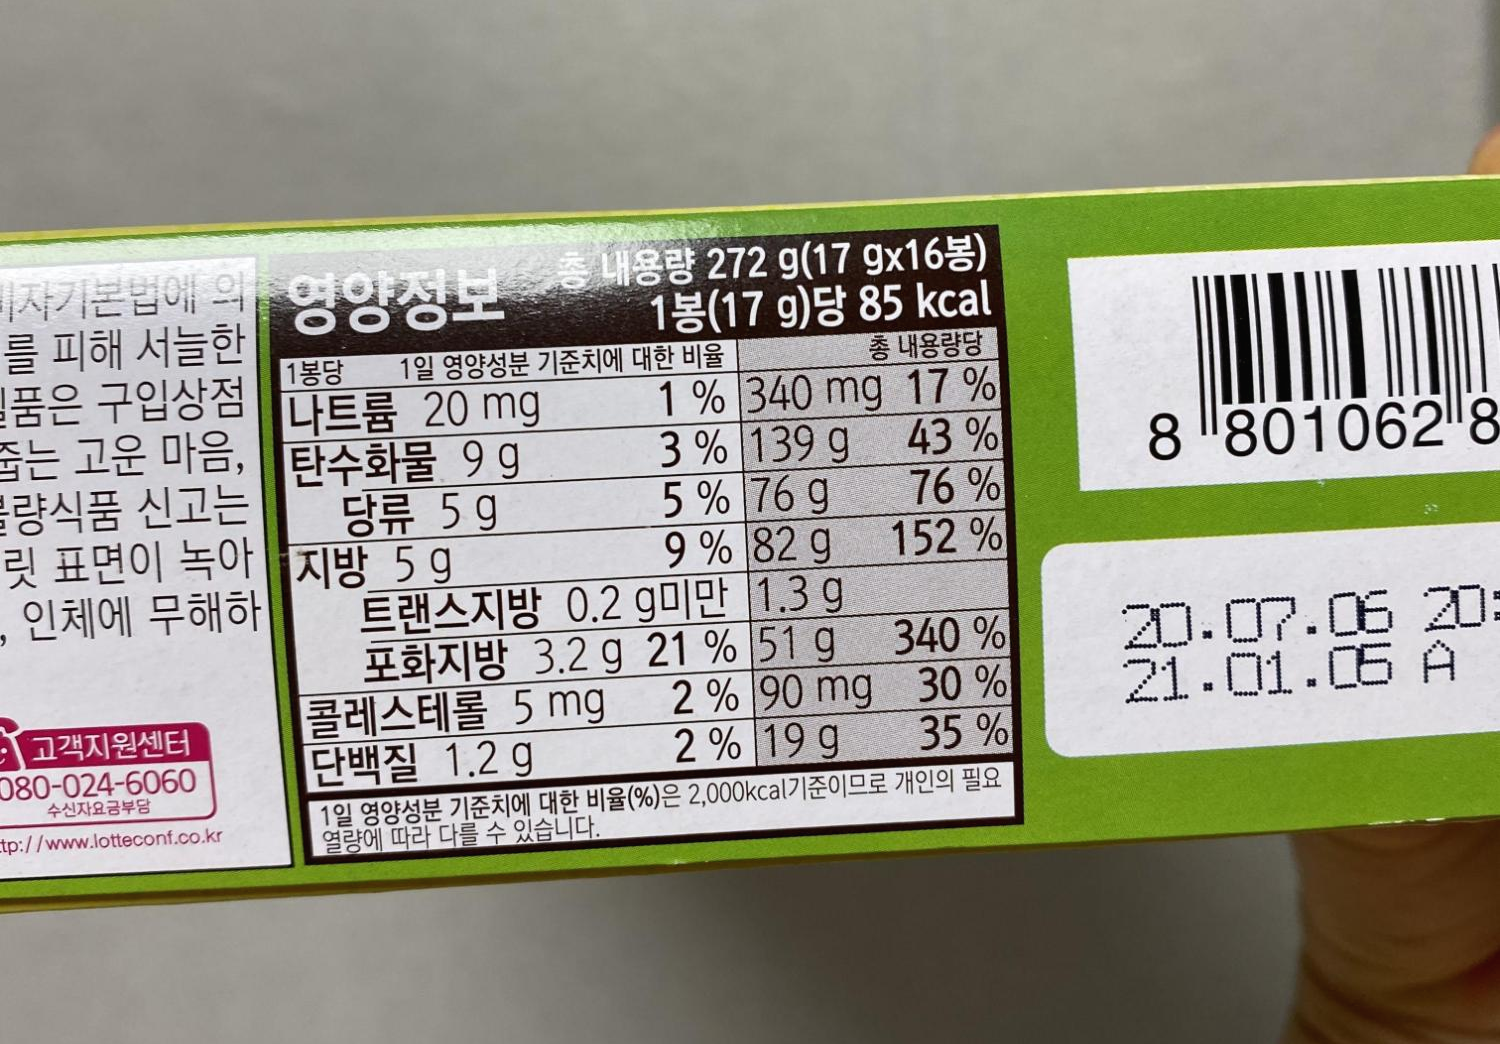 의
를 피해 서늘한
품은 구입상점
줍는 고운 마음,
불량식품 신고는
릿 표면이 녹아
, 인체에 무해하
고객지원센터
080-024-6060
수신자요금부담
http://www.lotteconf.co.kr
영양정보
총 내용량 272 g(17 gx16봉)
1봉(17 g)당 85 kcal
1봉당 1일 영양성분 기준치에 대한 비율 총 내용량당
나트륨 20 mg 1 % 340 mg 17 %
탄수화물 9 g 3 % 139 g 43 %
당류 5 g 5 % 76 g 76 %
지방 5 g 9 % 82 g 152 %
트랜스지방 0.2 g미만 1.3 g
포화지방 3.2 g 21 % 51 g 340 %
콜레스테롤 5 mg 2 % 90 mg 30 %
단백질 1.2 g 2 % 19 g 35 %
1일 영양성분 기준치에 대한 비율(%)은 2,000kcal기준이므로 개인의 필요
열량에 따라 다를 수 있습니다.
8 801062 8
20.07.06 20:
21.01.05 A